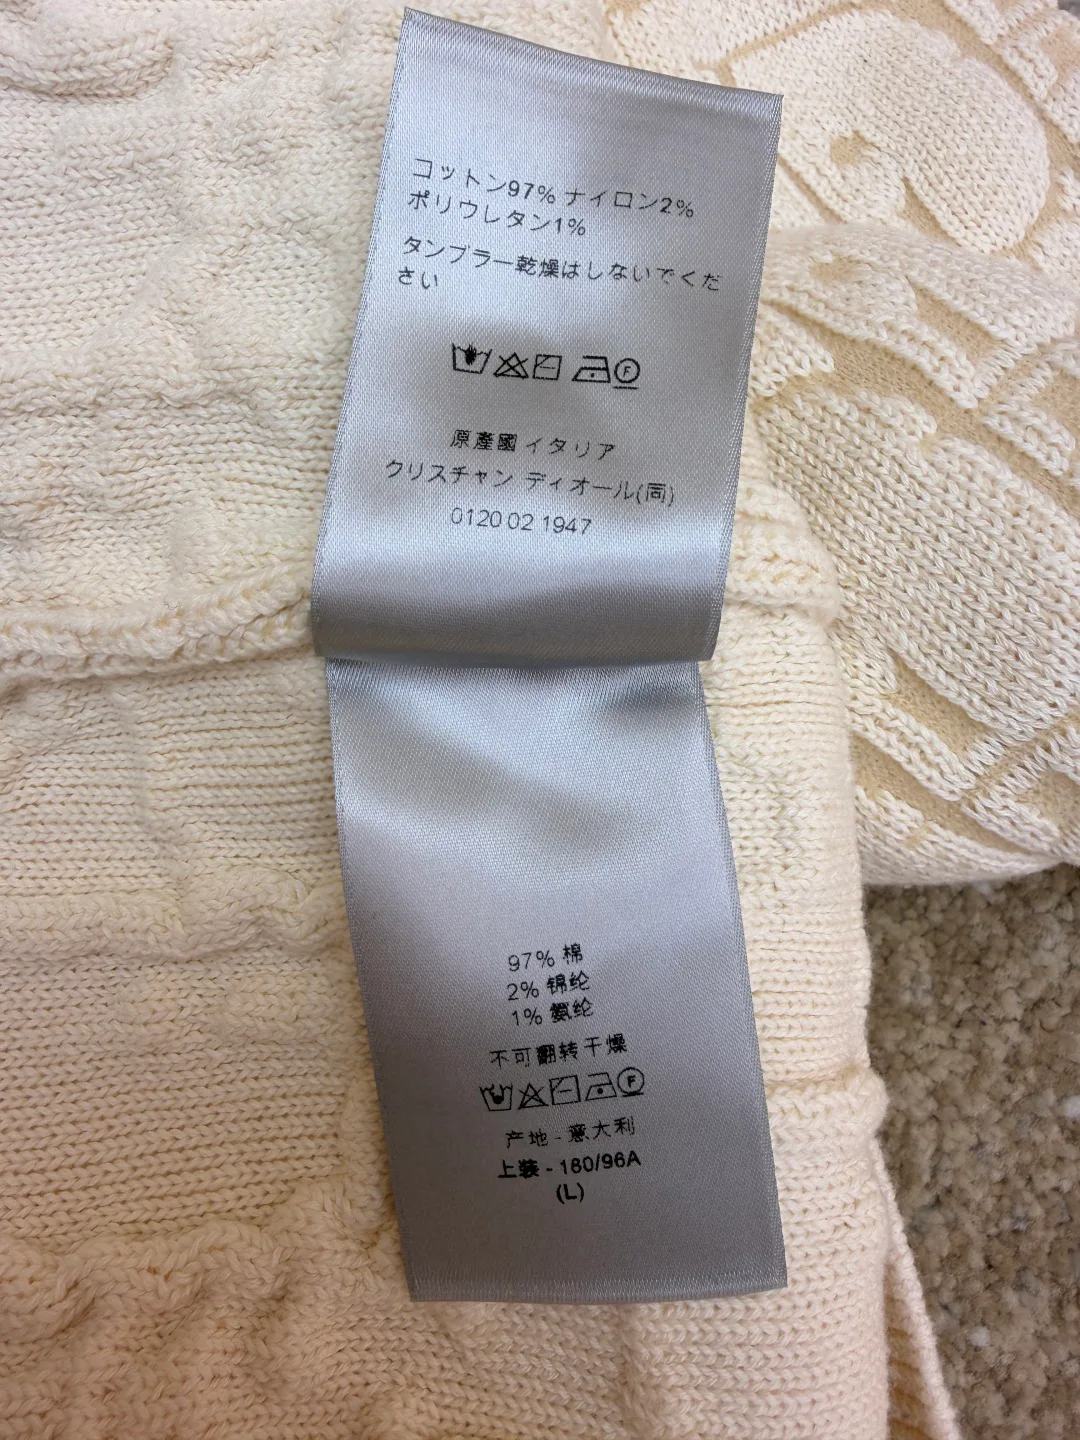 コットン97% ナイロン2%
ポリウレタン1%
タンブラー乾燥はしないでくだ
さい
F
原産國 イタリア
クリスチャン ディオール(同)
0120 02 1947
97% 棉
2% 锦纶
1% 氨纶
不可翻转干燥
F
产地 - 意大利
上装 - 180/96A
(L)